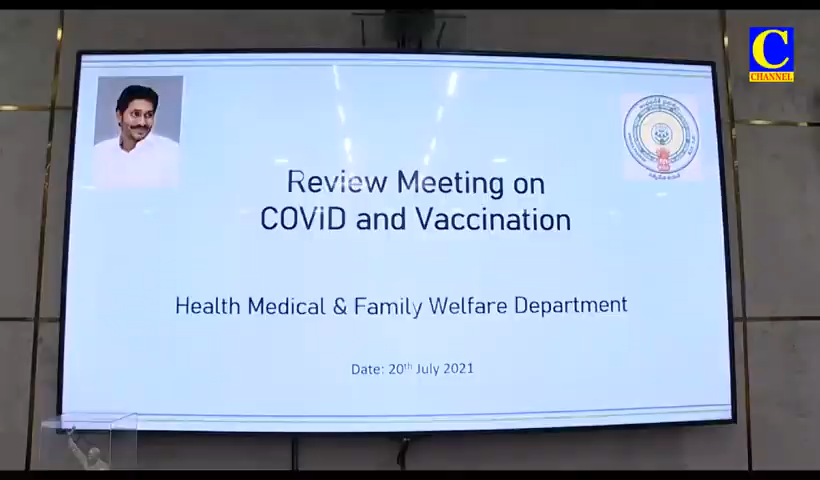 C
CHANNEL
Review Meeting on
COViD and Vaccination
Health Medical & Family Welfare Department
Date: 20th July 2021